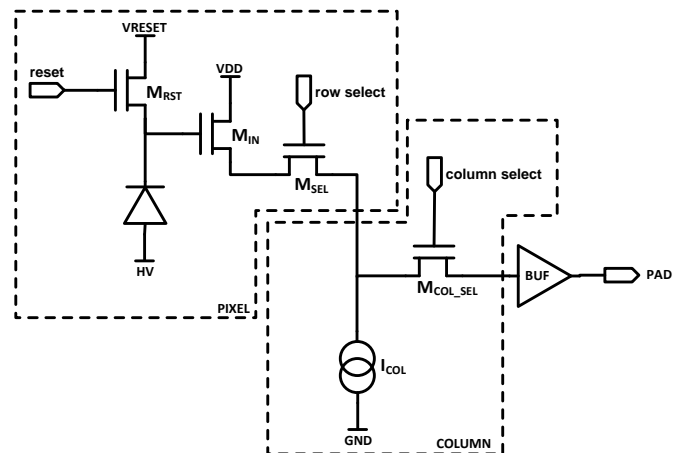 VRESET
reset
MRST
VDD
row select
MIN
MSEL
column select
HV
MCOL_SEL
BUF
PAD
PIXEL
ICOL
GND
COLUMN